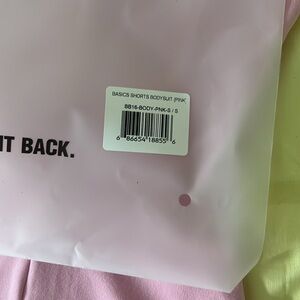 BASICS SHORTS BODYSUIT (PINK)
BB16-BODY-PNK-S / S
6 86654 18855 6
IT BACK.